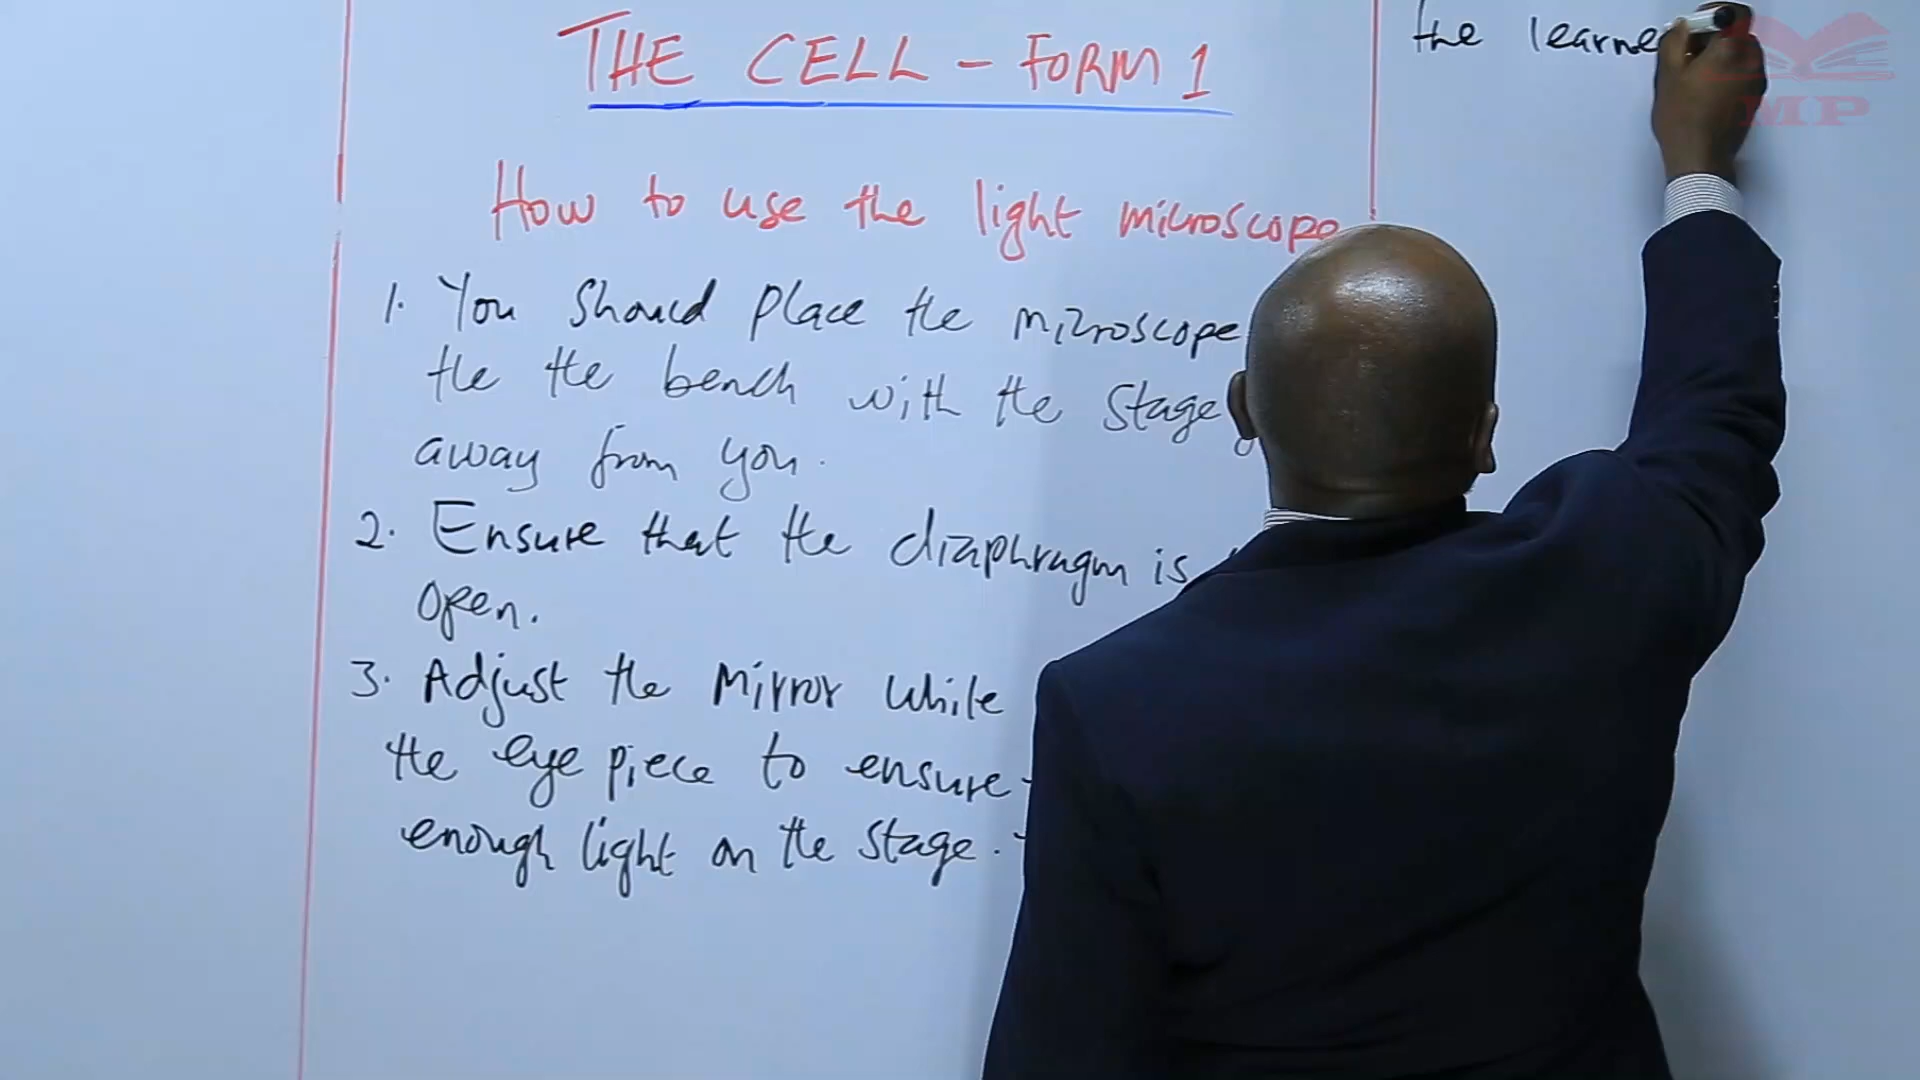 THE CELL - FORM 1
How to use the light microscope
1. You should place the microscope
the the bench with the stage
away from you.
2. Ensure that the diaphragm is
open.
3. Adjust the mirror while
the eye piece to ensure
enough light on the stage.
the learne
MP